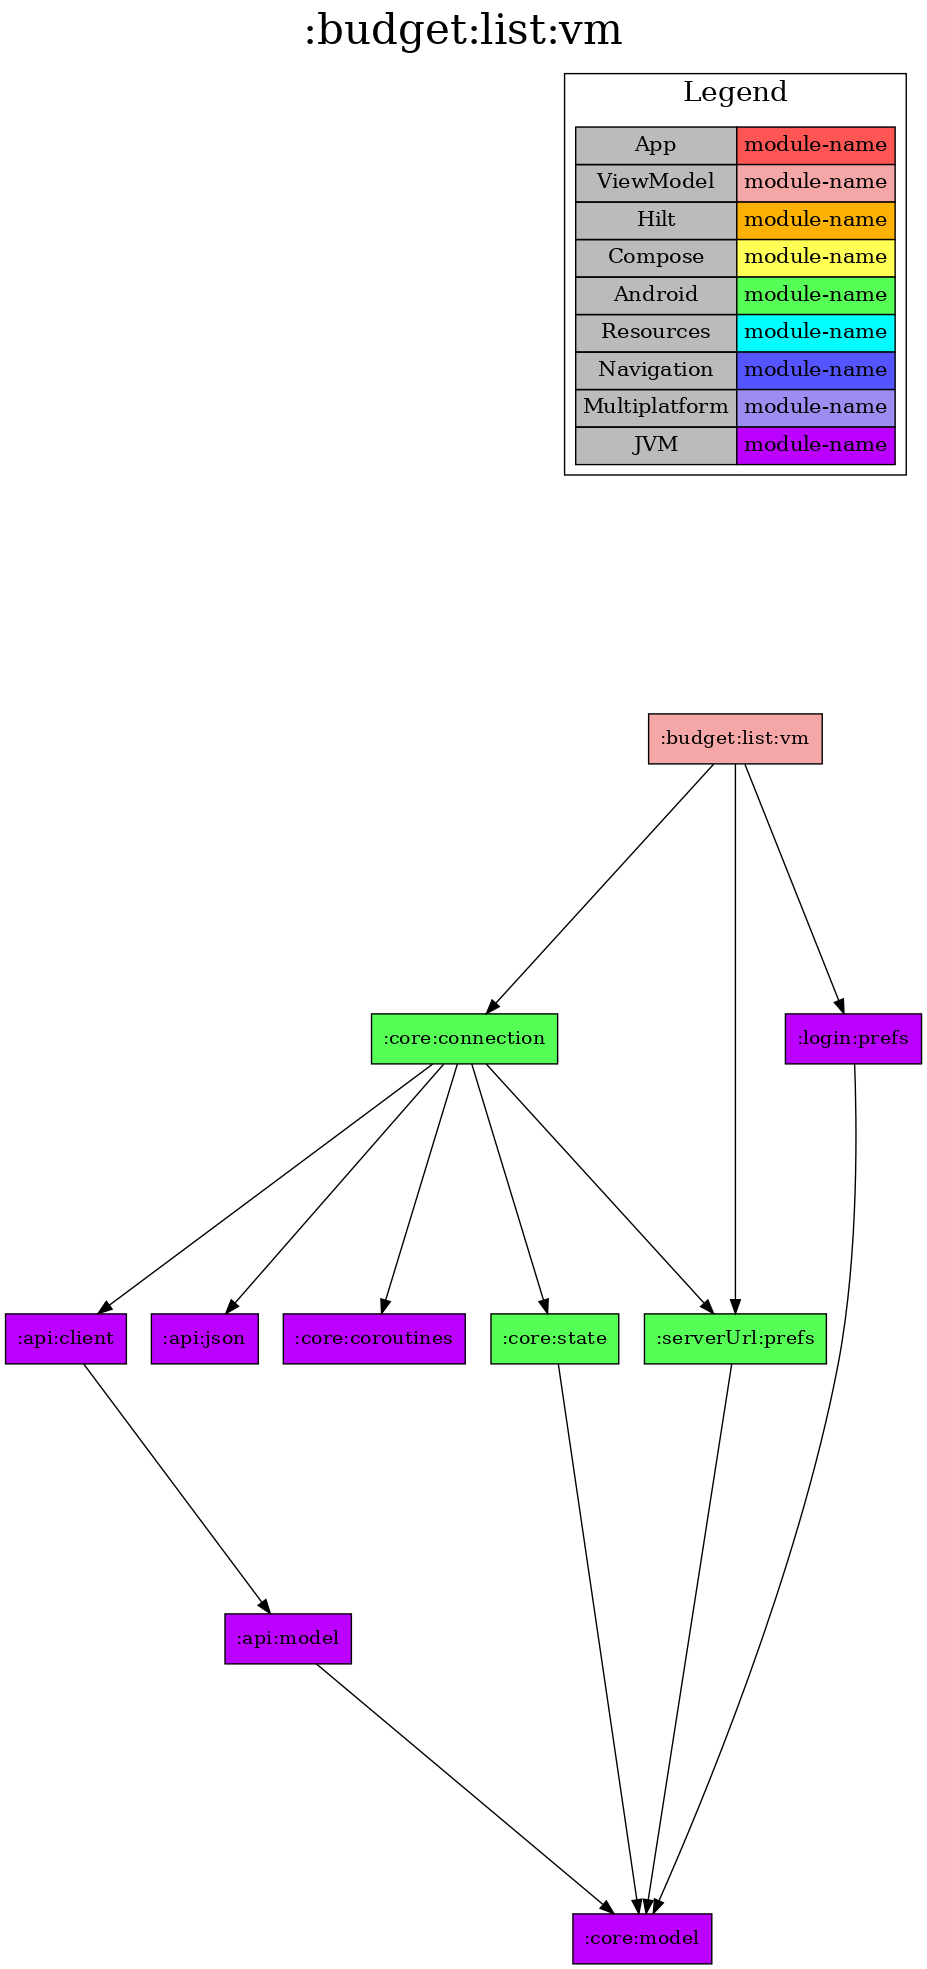 :budget:list:vm
Legend
App module-name
ViewModel module-name
Hilt module-name
Compose module-name
Android module-name
Resources module-name
Navigation module-name
Multiplatform module-name
JVM module-name
:budget:list:vm
:core:connection
:login:prefs
:api:client
:api:json
:core:coroutines
:core:state
:serverUrl:prefs
:api:model
:core:model